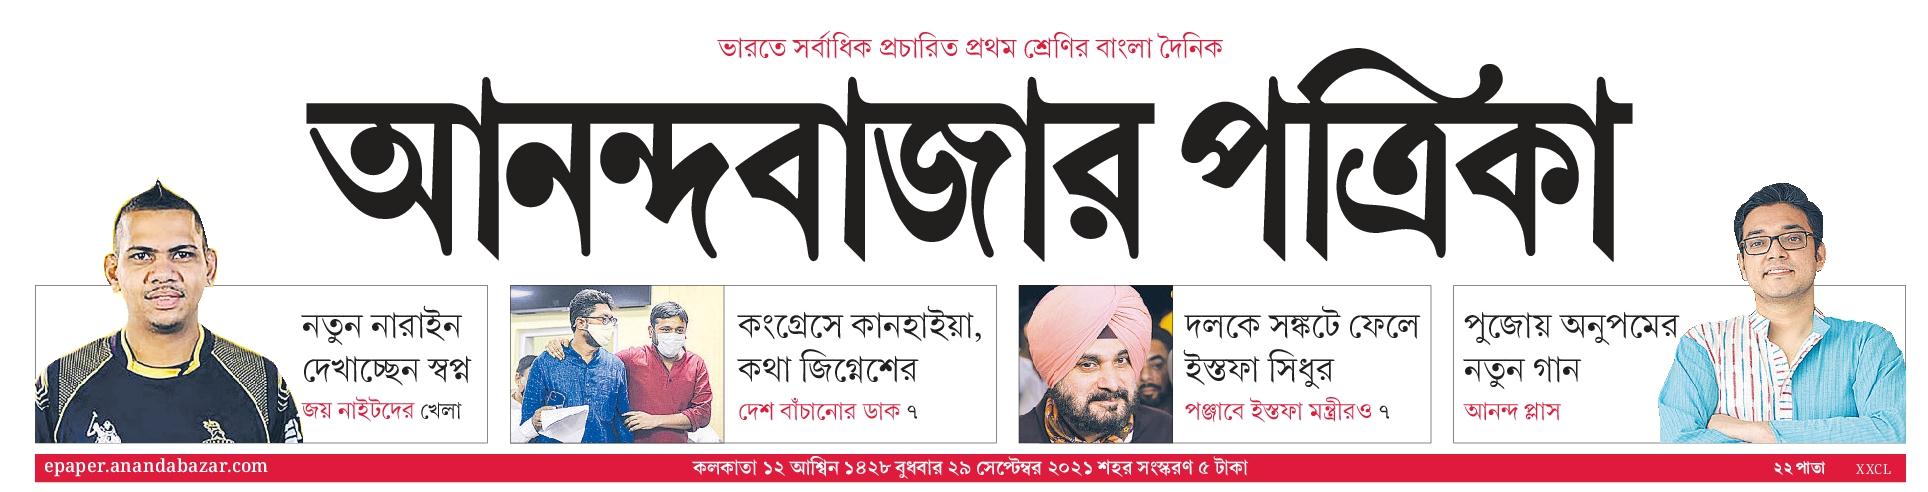 ভারতে সর্বাধিক প্রচারিত প্রথম শ্রেণির বাংলা দৈনিক
আনন্দবাজার পত্রিকা
নতুন নারাইন
দেখাচ্ছেন স্বপ্ন
জয় নাইটদের খেলা
কংগ্রেসে কানহাইয়া,
কথা জিগ্নেশের
দেশ বাঁচানোর ডাক ৭
দলকে সঙ্কটে ফেলে
ইস্তফা সিধুর
পঞ্জাবে ইস্তফা মন্ত্রীরও ৭
পুজোয় অনুপমের
নতুন গান
আনন্দ প্লাস
epaper.anandabazar.com
কলকাতা ১২ আশ্বিন ১৪২৮ বুধবার ২৯ সেপ্টেম্বর ২০২১ শহর সংস্করণ ৫ টাকা
২২ পাতা
XXCL